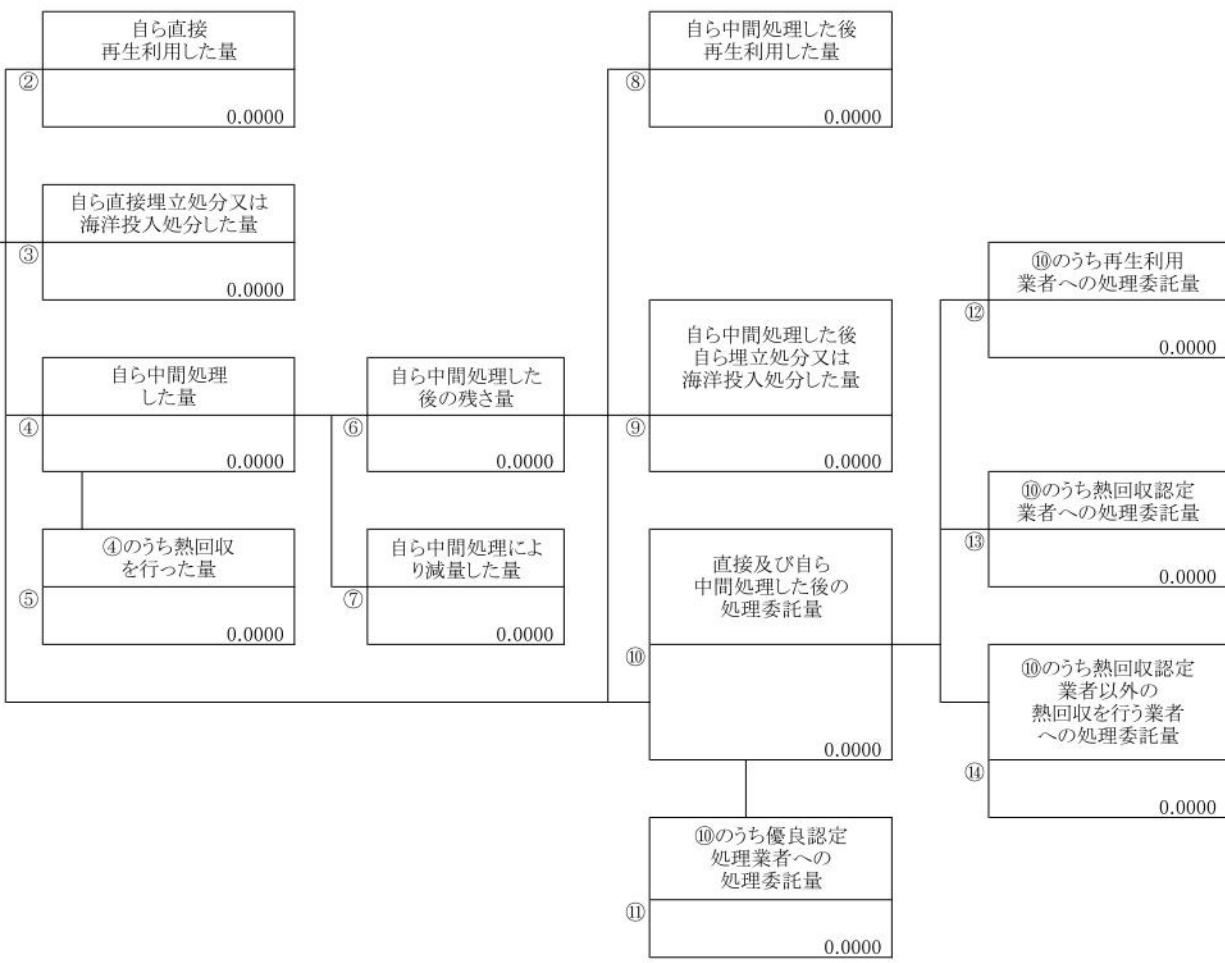 自ら直接
再生利用した量
②
0.0000
自ら中間処理した後
再生利用した量
⑧
0.0000
自ら直接埋立処分又は
海洋投入処分した量
③
0.0000
⑩のうち再生利用
業者への処理委託量
⑫
0.0000
自ら中間処理
した量
④
0.0000
自ら中間処理した
後の残さ量
⑥
0.0000
自ら中間処理した後
自ら埋立処分又は
海洋投入処分した量
⑨
0.0000
⑩のうち熱回収認定
業者への処理委託量
⑬
0.0000
④のうち熱回収
を行った量
⑤
0.0000
自ら中間処理によ
り減量した量
⑦
0.0000
直接及び自ら
中間処理した後の
処理委託量
⑩
0.0000
⑩のうち熱回収認定
業者以外の
熱回収を行う業者
への処理委託量
⑭
0.0000
⑩のうち優良認定
処理業者への
処理委託量
⑪
0.0000